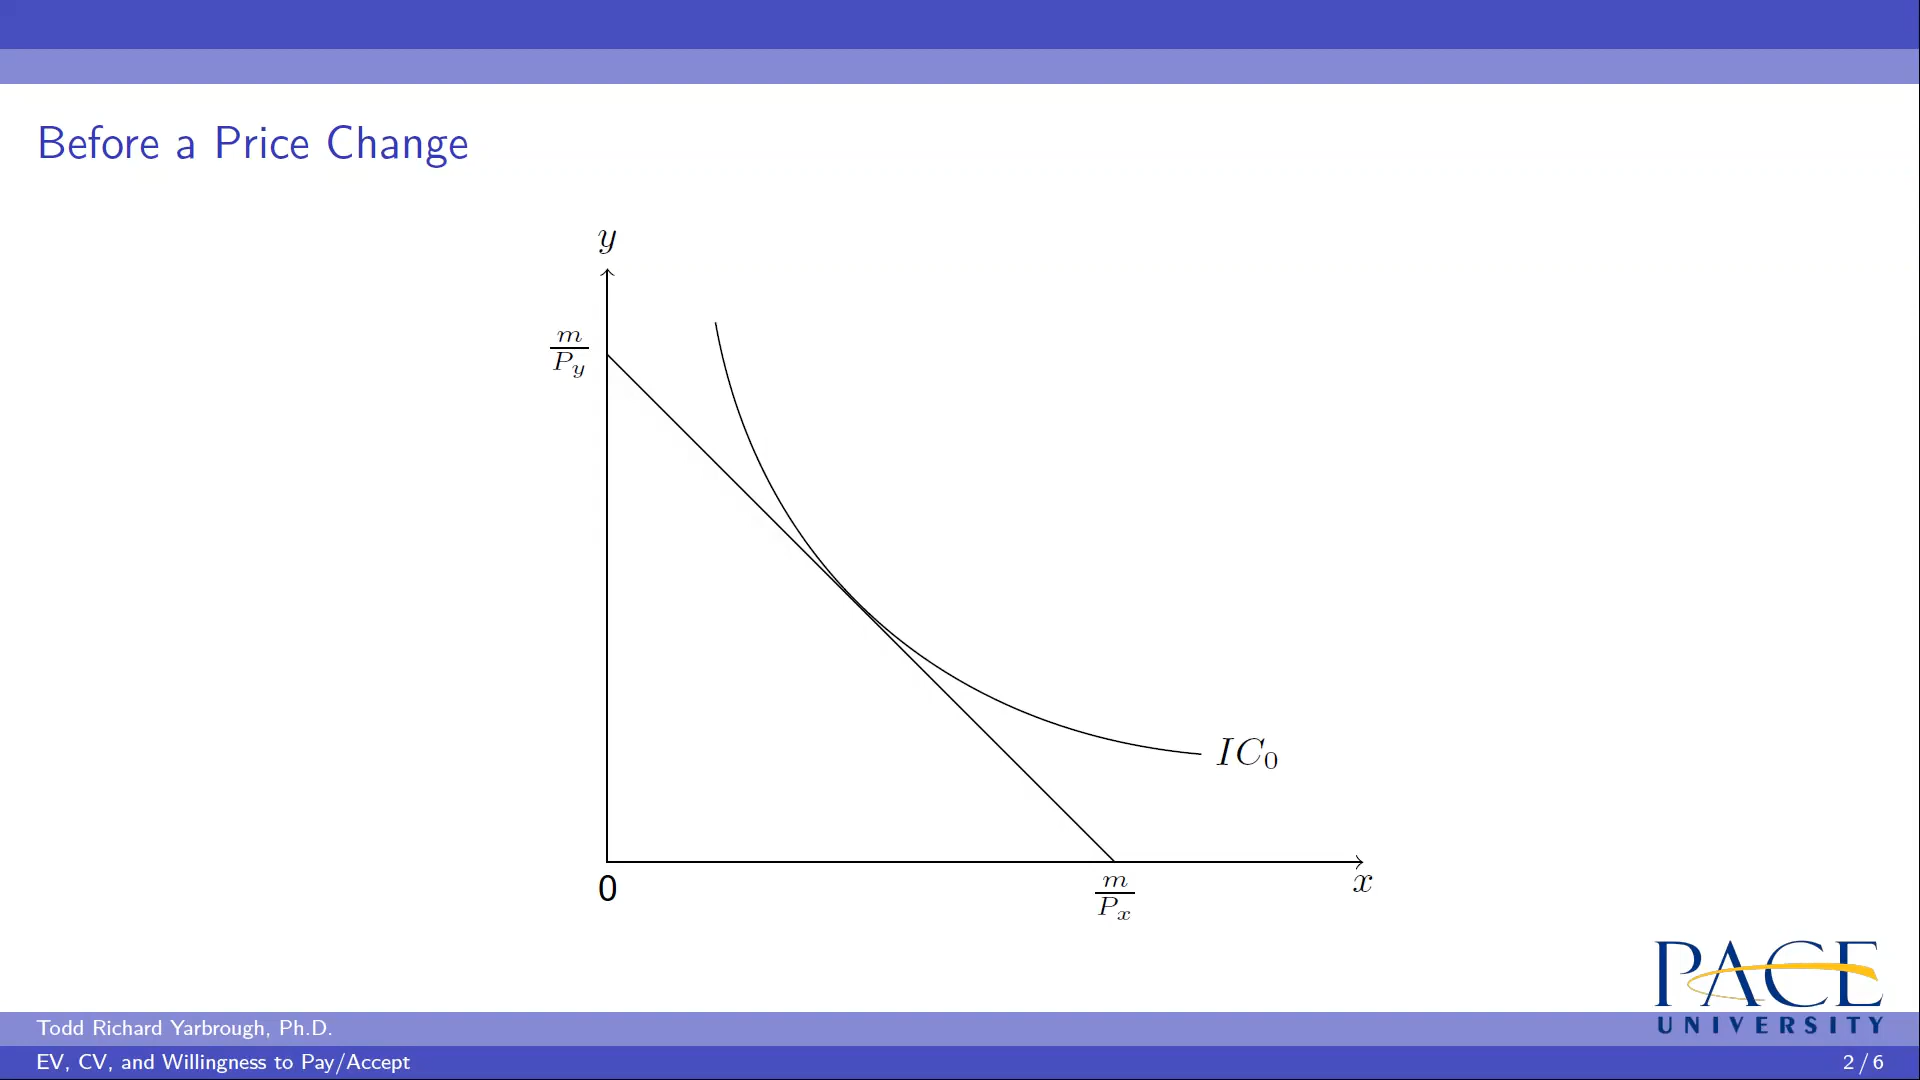 Before a Price Change
y
m
P_y
IC_0
0
m
P_x
x
PACE
UNIVERSITY
Todd Richard Yarbrough, Ph.D.
EV, CV, and Willingness to Pay/Accept
2 / 6